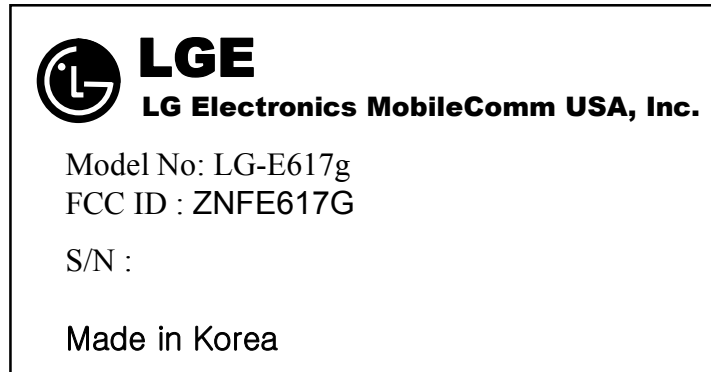 LGE
LG Electronics MobileComm USA, Inc.
Model No: LG-E617g
FCC ID : ZNFE617G
S/N :
Made in Korea